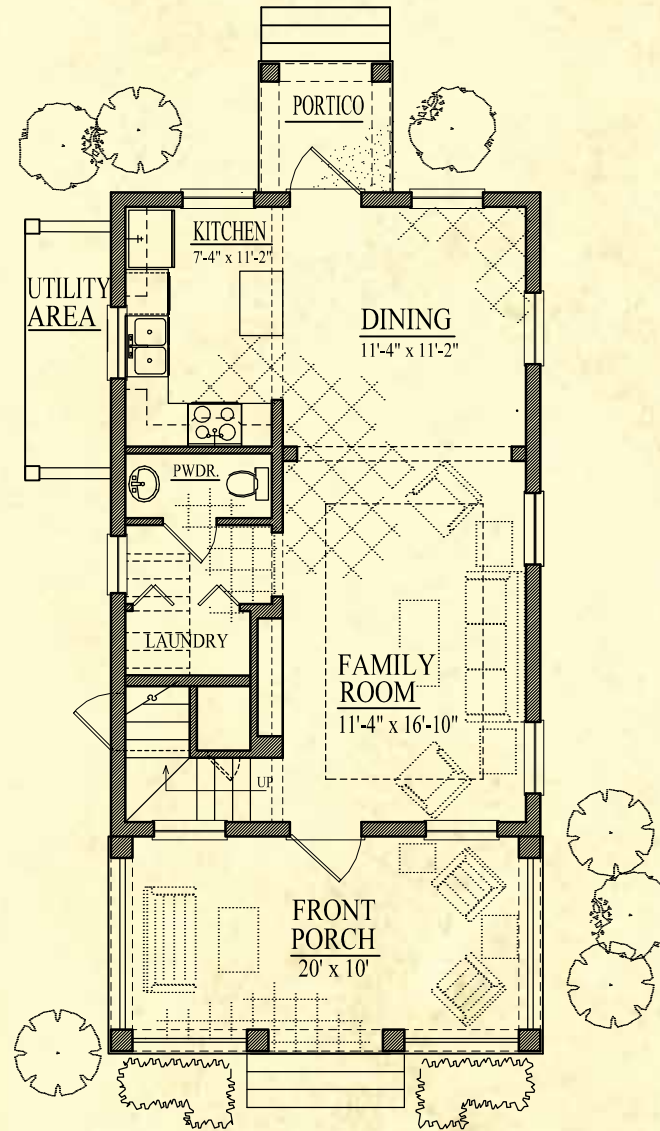 PORTICO
KITCHEN
7'-4" x 11'-2"
UTILITY
AREA
DINING
11'-4" x 11'-2"
PWDR.
LAUNDRY
FAMILY
ROOM
11'-4" x 16'-10"
UP
FRONT
PORCH
20' x 10'